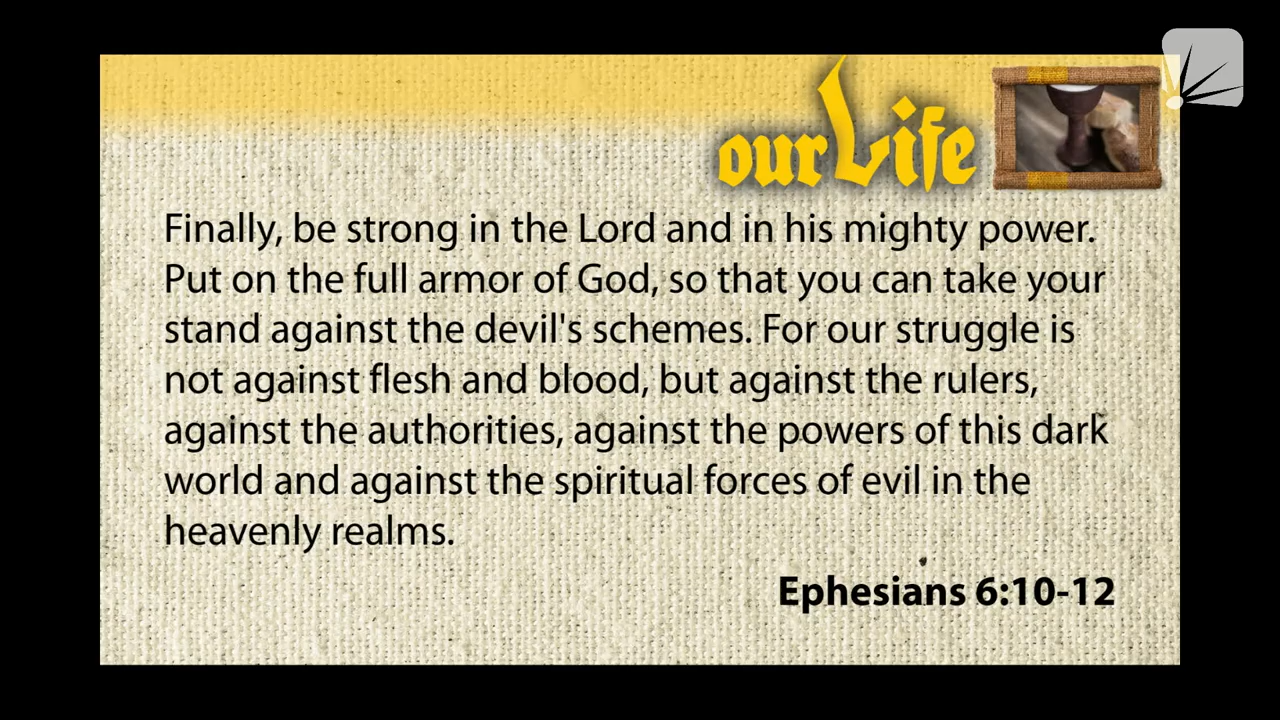 ourLife
Finally, be strong in the Lord and in his mighty power.
Put on the full armor of God, so that you can take your
stand against the devil's schemes. For our struggle is
not against flesh and blood, but against the rulers,
against the authorities, against the powers of this dark
world and against the spiritual forces of evil in the
heavenly realms.
Ephesians 6:10-12